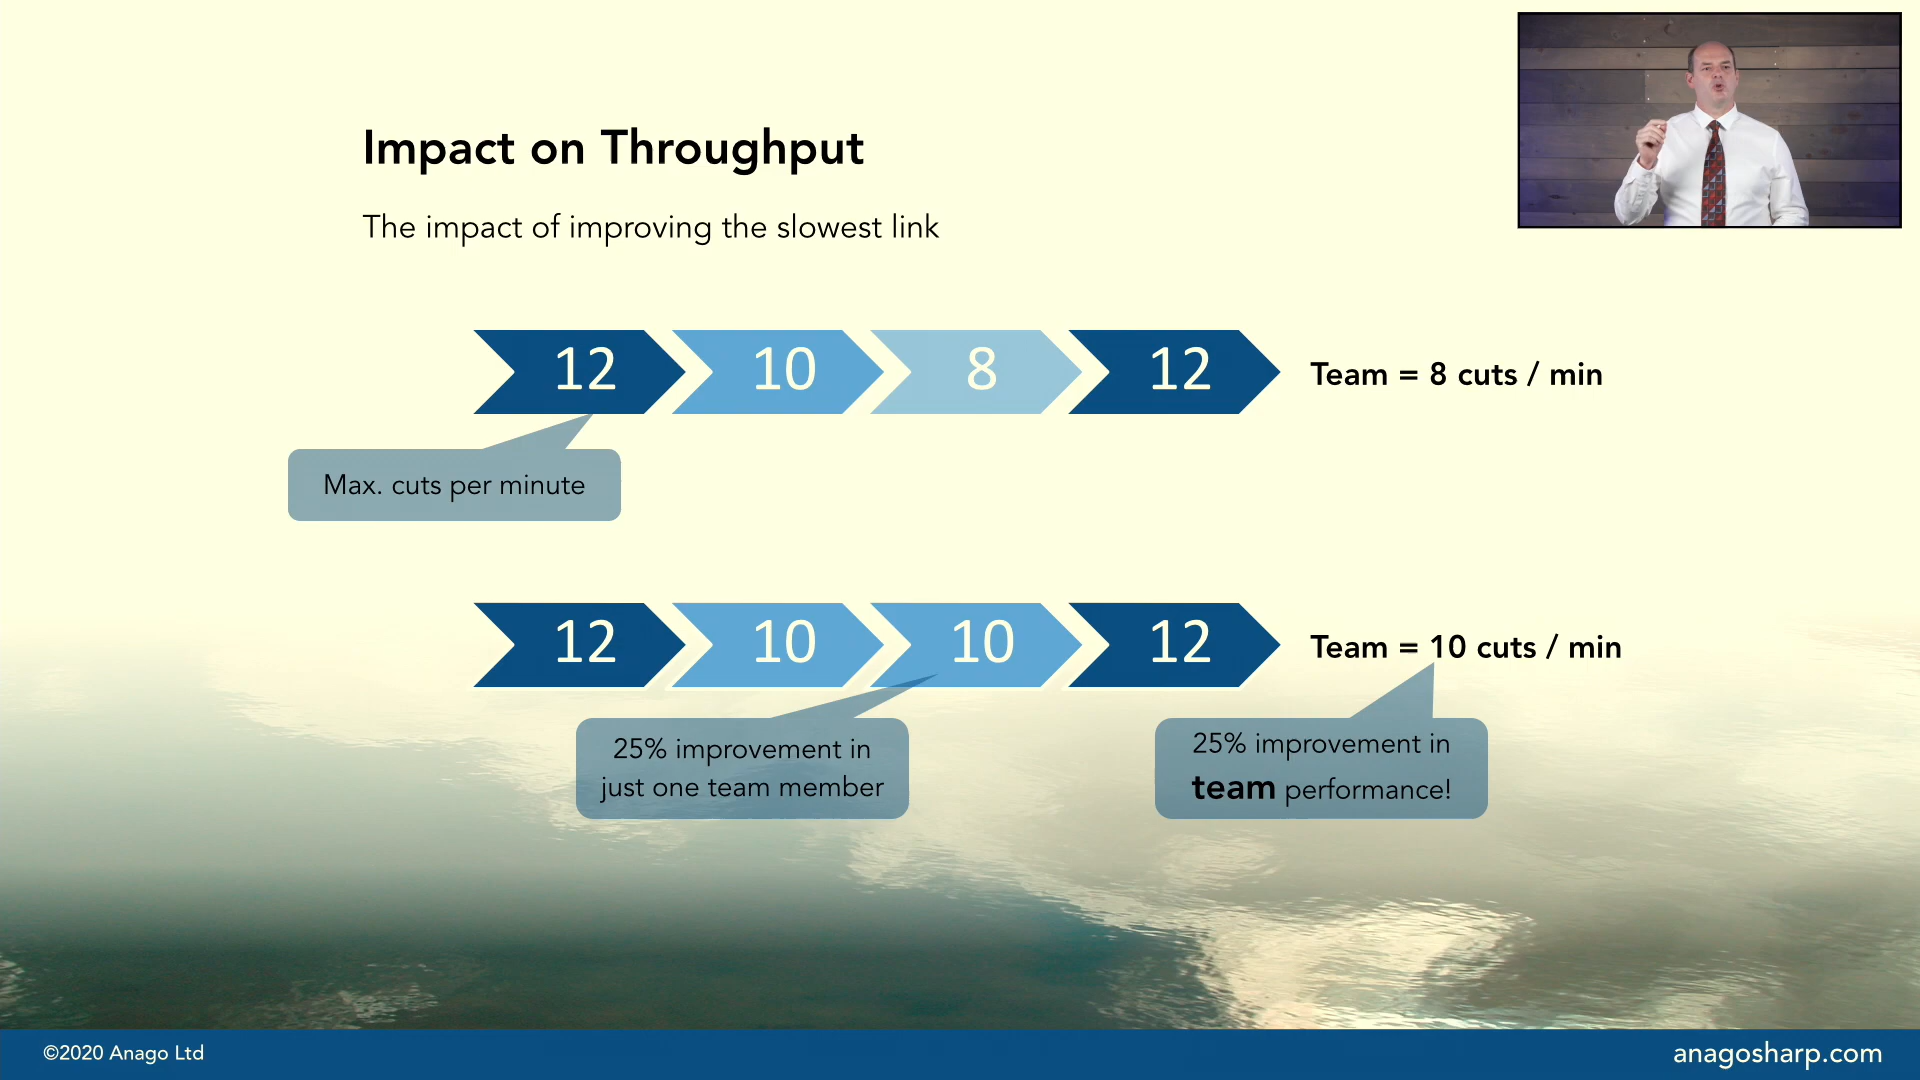 Impact on Throughput
The impact of improving the slowest link
12 10 8 12 Team = 8 cuts / min
Max. cuts per minute
12 10 10 12 Team = 10 cuts / min
25% improvement in
just one team member
25% improvement in
team performance!
©2020 Anago Ltd
anagosharp.com